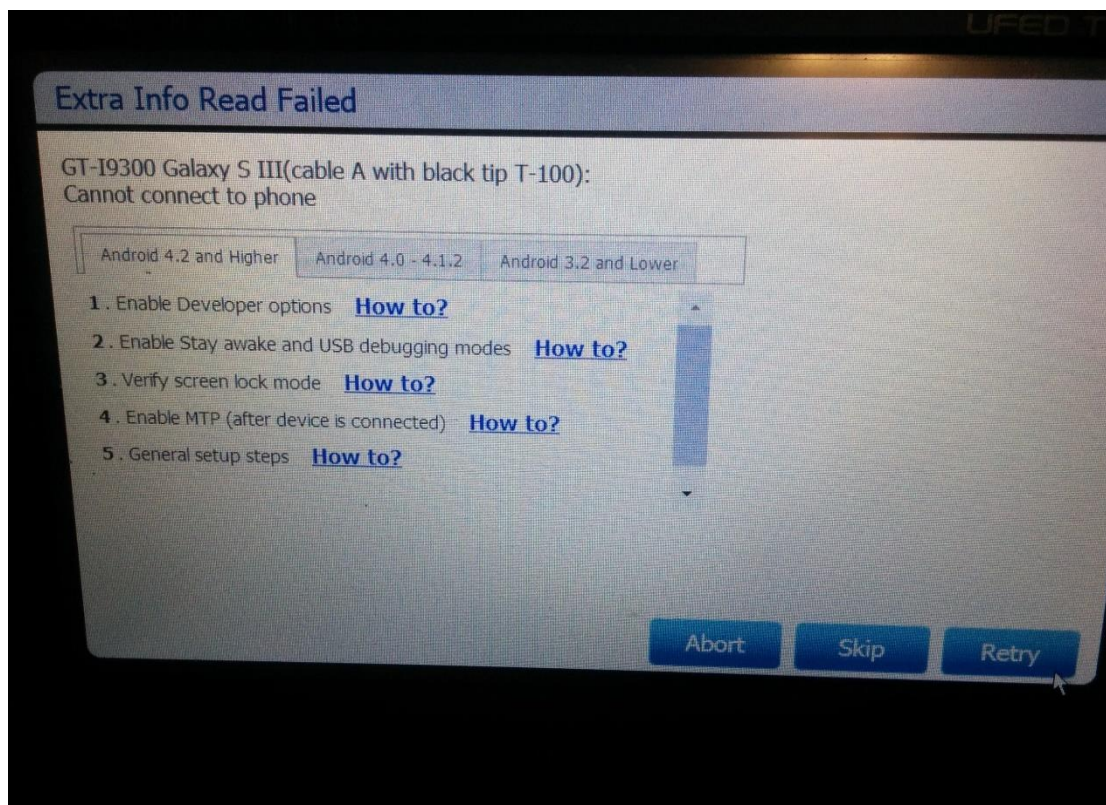 UFED T
Extra Info Read Failed
GT-I9300 Galaxy S III(cable A with black tip T-100):
Cannot connect to phone
Android 4.2 and Higher Android 4.0 - 4.1.2 Android 3.2 and Lower
1. Enable Developer options How to?
2. Enable Stay awake and USB debugging modes How to?
3. Verify screen lock mode How to?
4. Enable MTP (after device is connected) How to?
5. General setup steps How to?
Abort Skip Retry